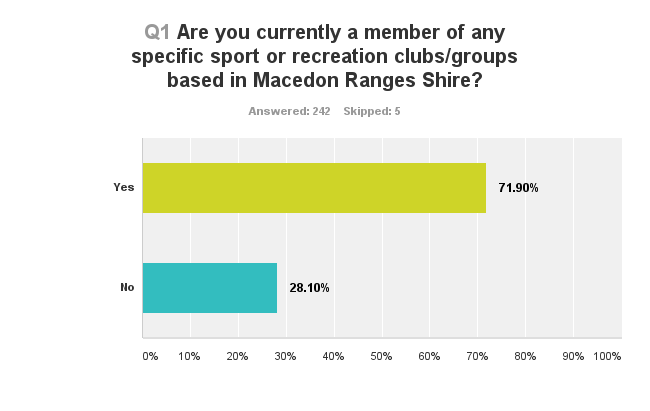 Q1 Are you currently a member of any
specific sport or recreation clubs/groups
based in Macedon Ranges Shire?
Answered: 242 Skipped: 5
Yes
71.90%
No
28.10%
0% 10% 20% 30% 40% 50% 60% 70% 80% 90% 100%